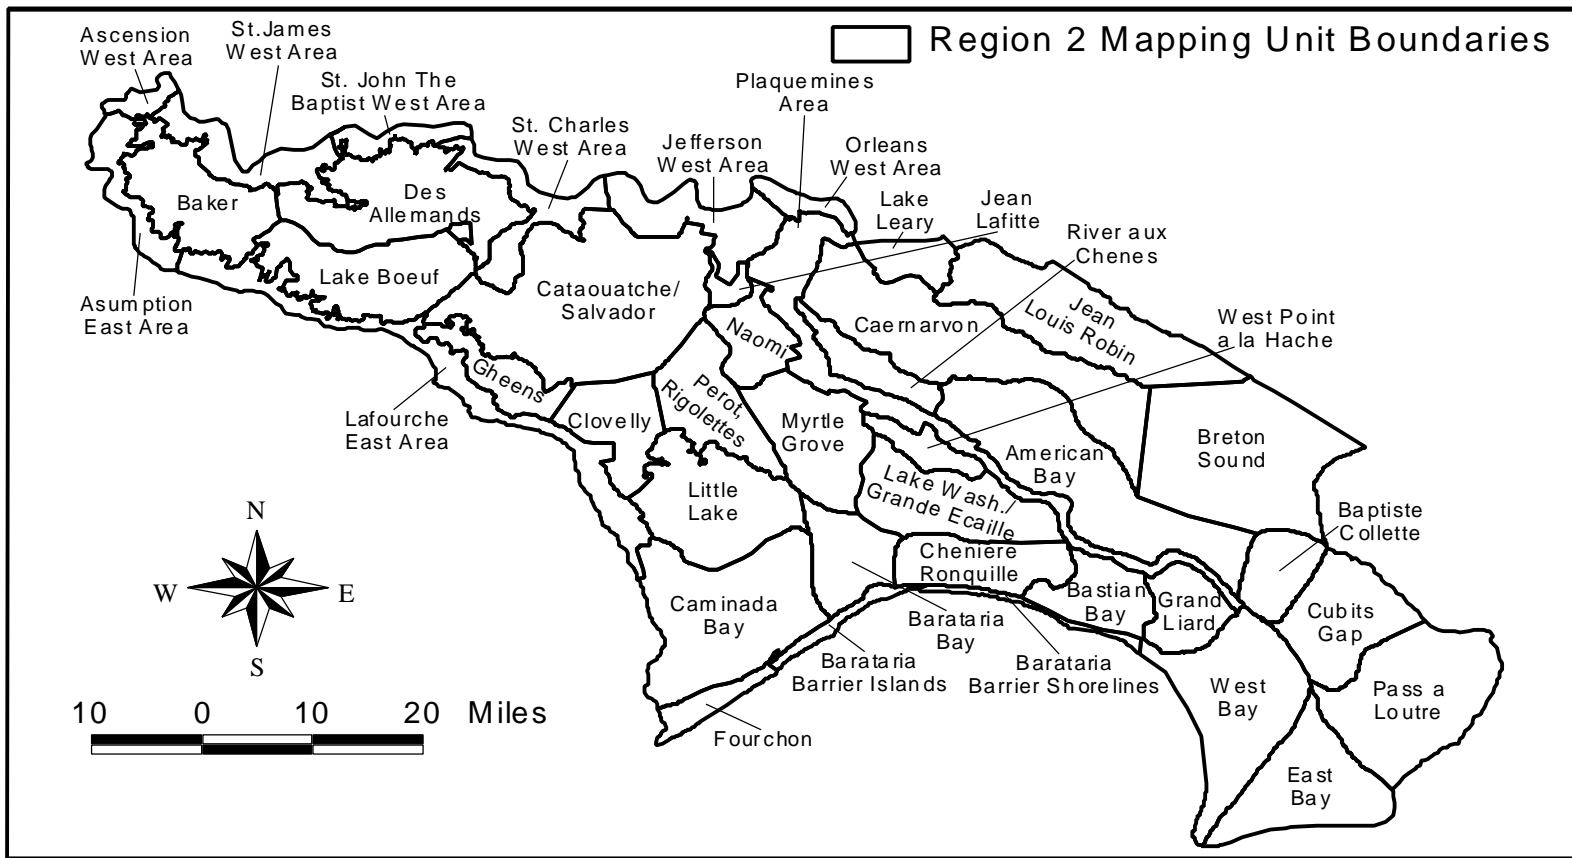 Region 2 Mapping Unit Boundaries
Ascension
West Area
St.James
West Area
St. John The
Baptist West Area
St. Charles
West Area
Plaquemines
Area
Jefferson
West Area
Orleans
West Area
Lake
Leary
Jean
Lafitte
River aux
Chenes
West Point
a la Hache
Baker
Des
Allemands
Lake Boeuf
Asumption
East Area
Cataouatche/
Salvador
Naomi
Caernarvon
Jean
Louis Robin
Gheens
Lafourche
East Area
Clovelly
Perot,
Rigolettes
Myrtle
Grove
American
Bay
Breton
Sound
Little
Lake
Lake Wash./
Grande Ecaille
Baptiste
Collette
Cheniere
Ronquille
Caminada
Bay
Bastian
Bay
Grand
Liard
Cubits
Gap
Barataria
Bay
Barataria
Barrier Islands
Barataria
Barrier Shorelines
West
Bay
Pass a
Loutre
Fourchon
East
Bay
N
W
E
S
10 0 10 20 Miles